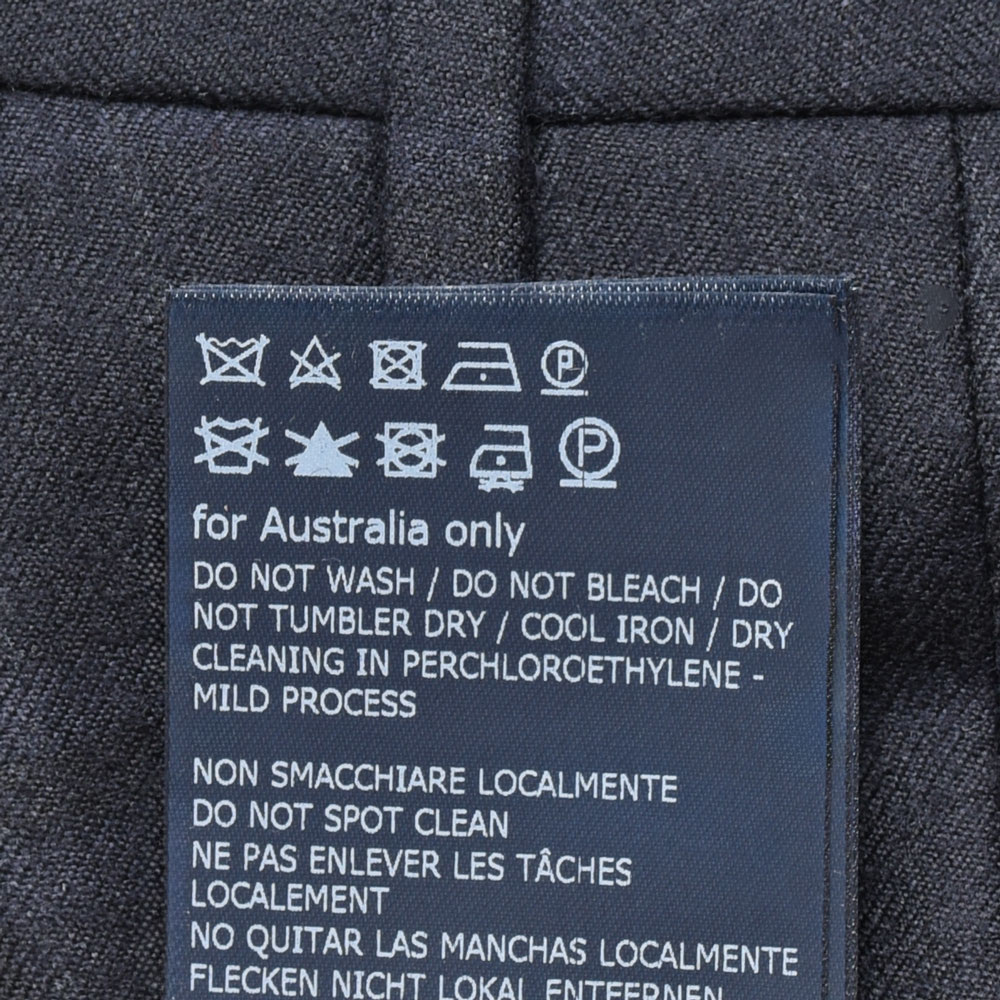 P
P
for Australia only
DO NOT WASH / DO NOT BLEACH / DO
NOT TUMBLER DRY / COOL IRON / DRY
CLEANING IN PERCHLOROETHYLENE -
MILD PROCESS
NON SMACCHIARE LOCALMENTE
DO NOT SPOT CLEAN
NE PAS ENLEVER LES TÂCHES
LOCALEMENT
NO QUITAR LAS MANCHAS LOCALMENTE
FLECKEN NICHT LOKAL ENTFERNEN